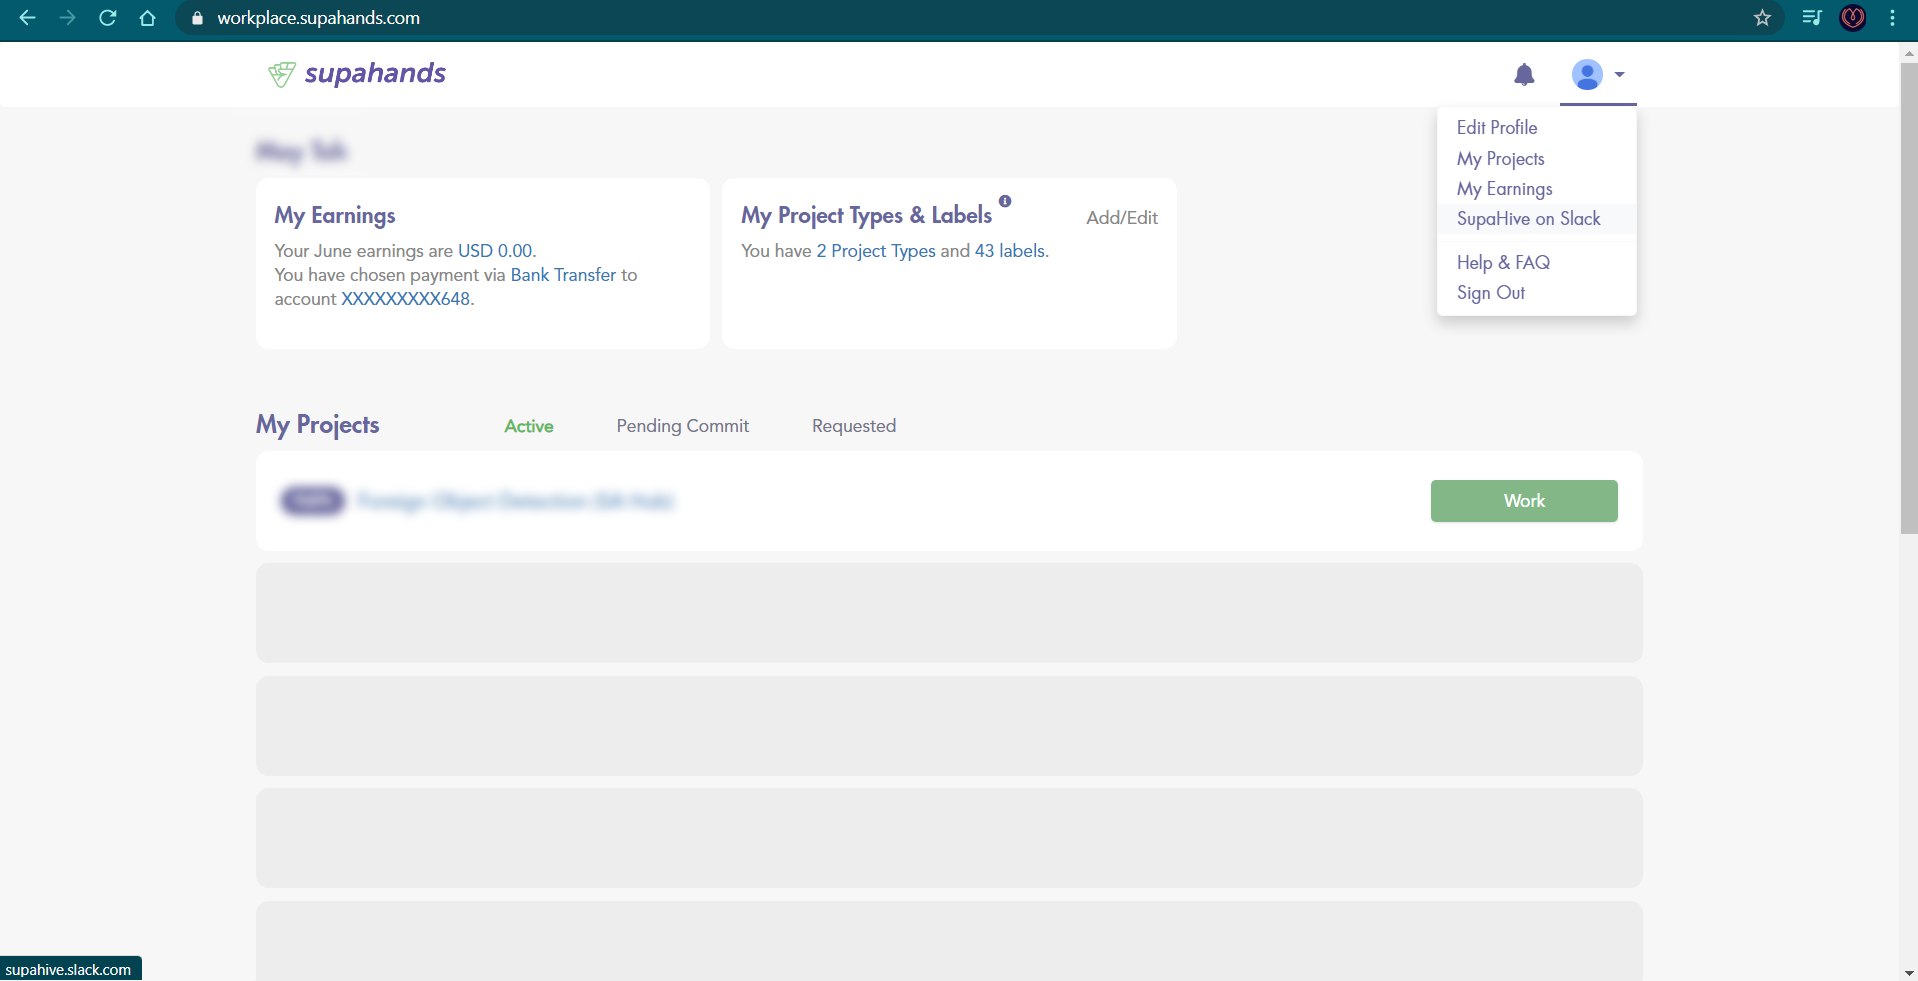 workplace.supahands.com
supahands
Edit Profile
My Projects
My Earnings
SupaHive on Slack
Help & FAQ
Sign Out
My Earnings
Your June earnings are USD 0.00.
You have chosen payment via Bank Transfer to
account XXXXXXXXX648.
My Project Types & Labels
Add/Edit
You have 2 Project Types and 43 labels.
My Projects
Active
Pending Commit
Requested
Work
supahive.slack.com